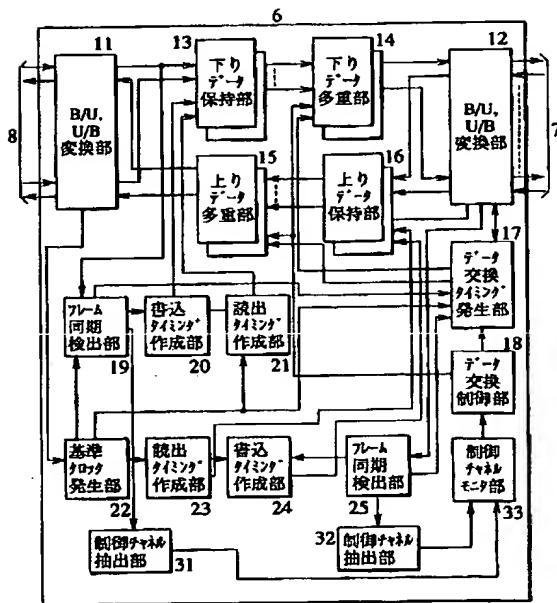 6
11
B/U,
U/B
変換部
8
13
下り
データ
保持部
14
下り
データ
多重部
12
B/U,
U/B
変換部
7
15
上り
データ
多重部
16
上り
データ
保持部
17
データ
交換
タイミング
発生部
フレーム
同期
検出部
19
書込
タイミング
作成部
20
読出
タイミング
作成部
21
18
データ
交換
制御部
基準
クロック
発生部
22
読出
タイミング
作成部
23
書込
タイミング
作成部
24
フレーム
同期
検出部
25
制御
チャネル
モニタ部
33
制御チャネル
抽出部
31
32
制御チャネル
抽出部